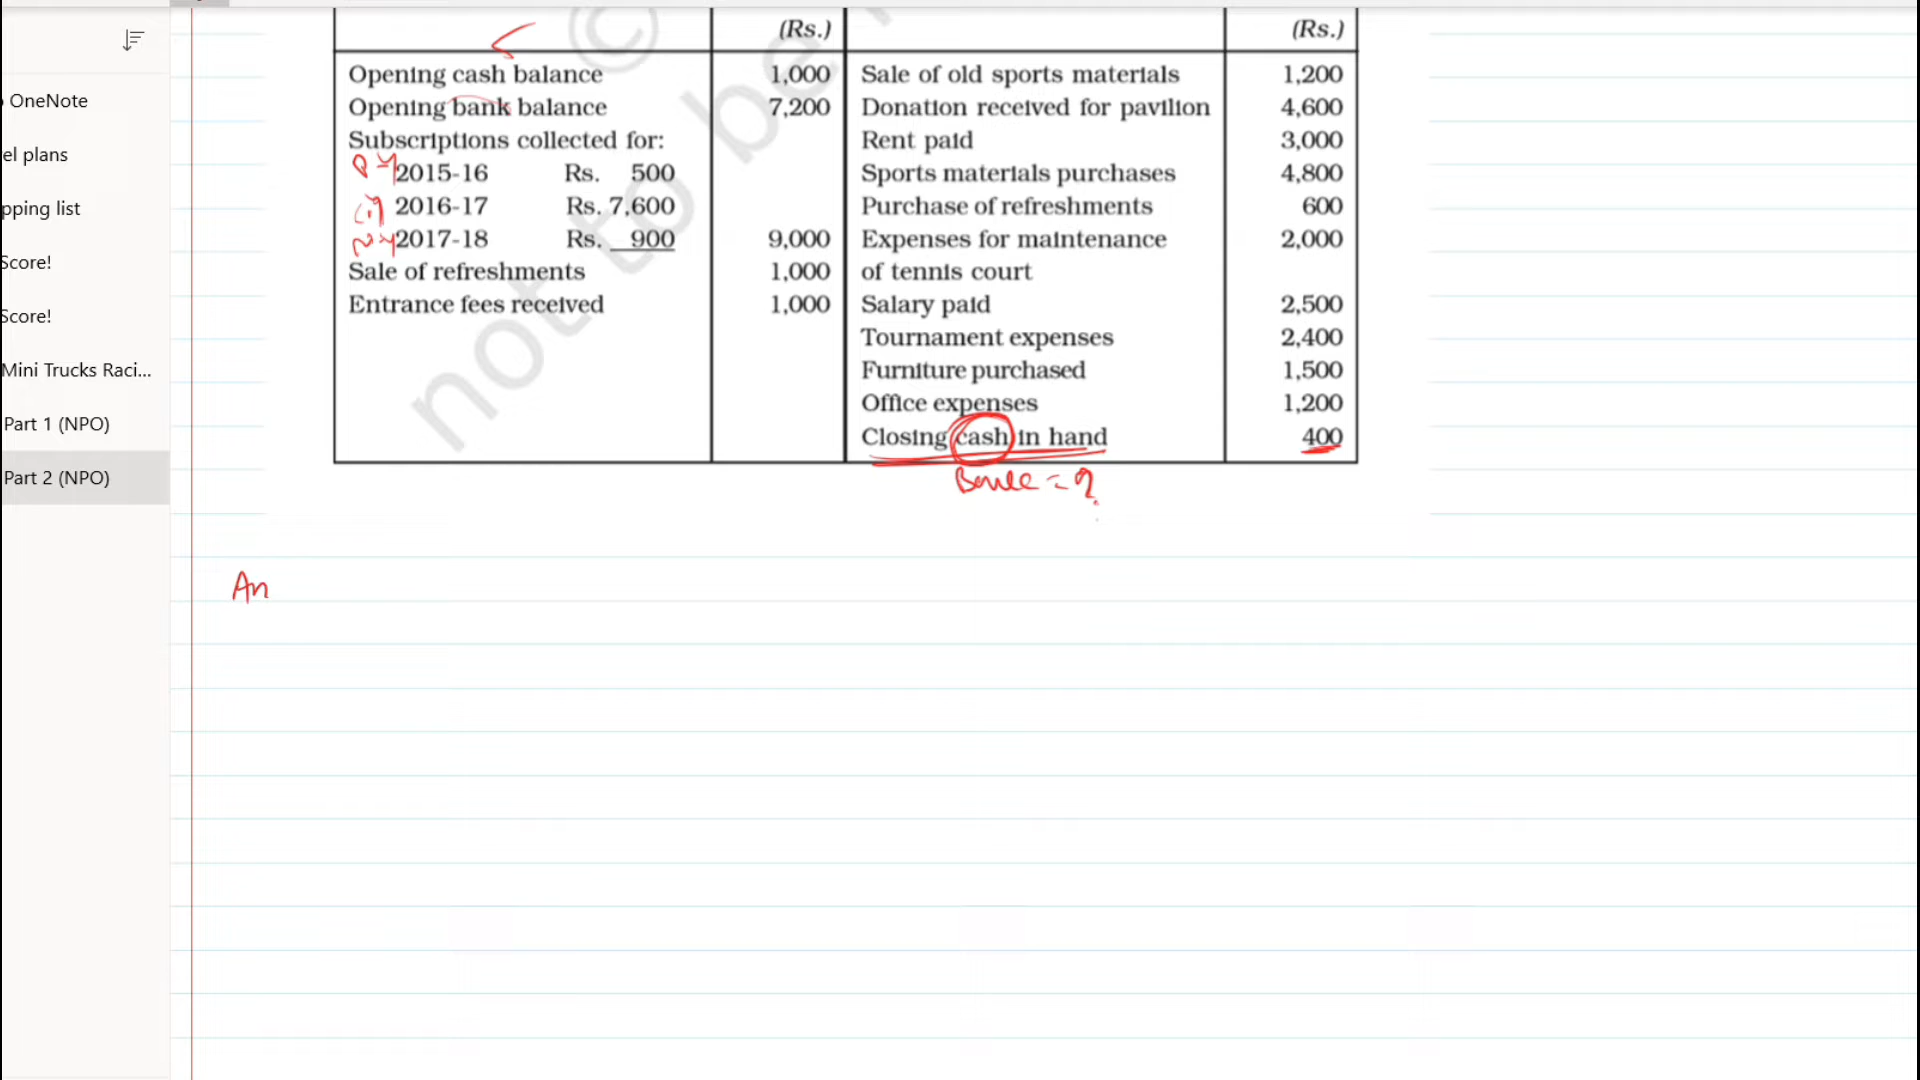 (Rs.) (Rs.)
Opening cash balance 1,000 Sale of old sports materials 1,200
OneNote
Opening bank balance 7,200 Donation received for pavilion 4,600
Subscriptions collected for: Rent paid 3,000
el plans
PY 2015-16 Rs. 500 Sports materials purchases 4,800
pping list
2016-17 Rs. 7,600 Purchase of refreshments 600
NY 2017-18 Rs. 900 9,000 Expenses for maintenance 2,000
Score!
Sale of refreshments 1,000 of tennis court
Entrance fees received 1,000 Salary paid 2,500
Score!
Tournament expenses 2,400
Mini Trucks Raci...
Furniture purchased 1,500
Office expenses 1,200
Part 1 (NPO)
Closing cash in hand 400
Part 2 (NPO)
= ?
An
© not to be